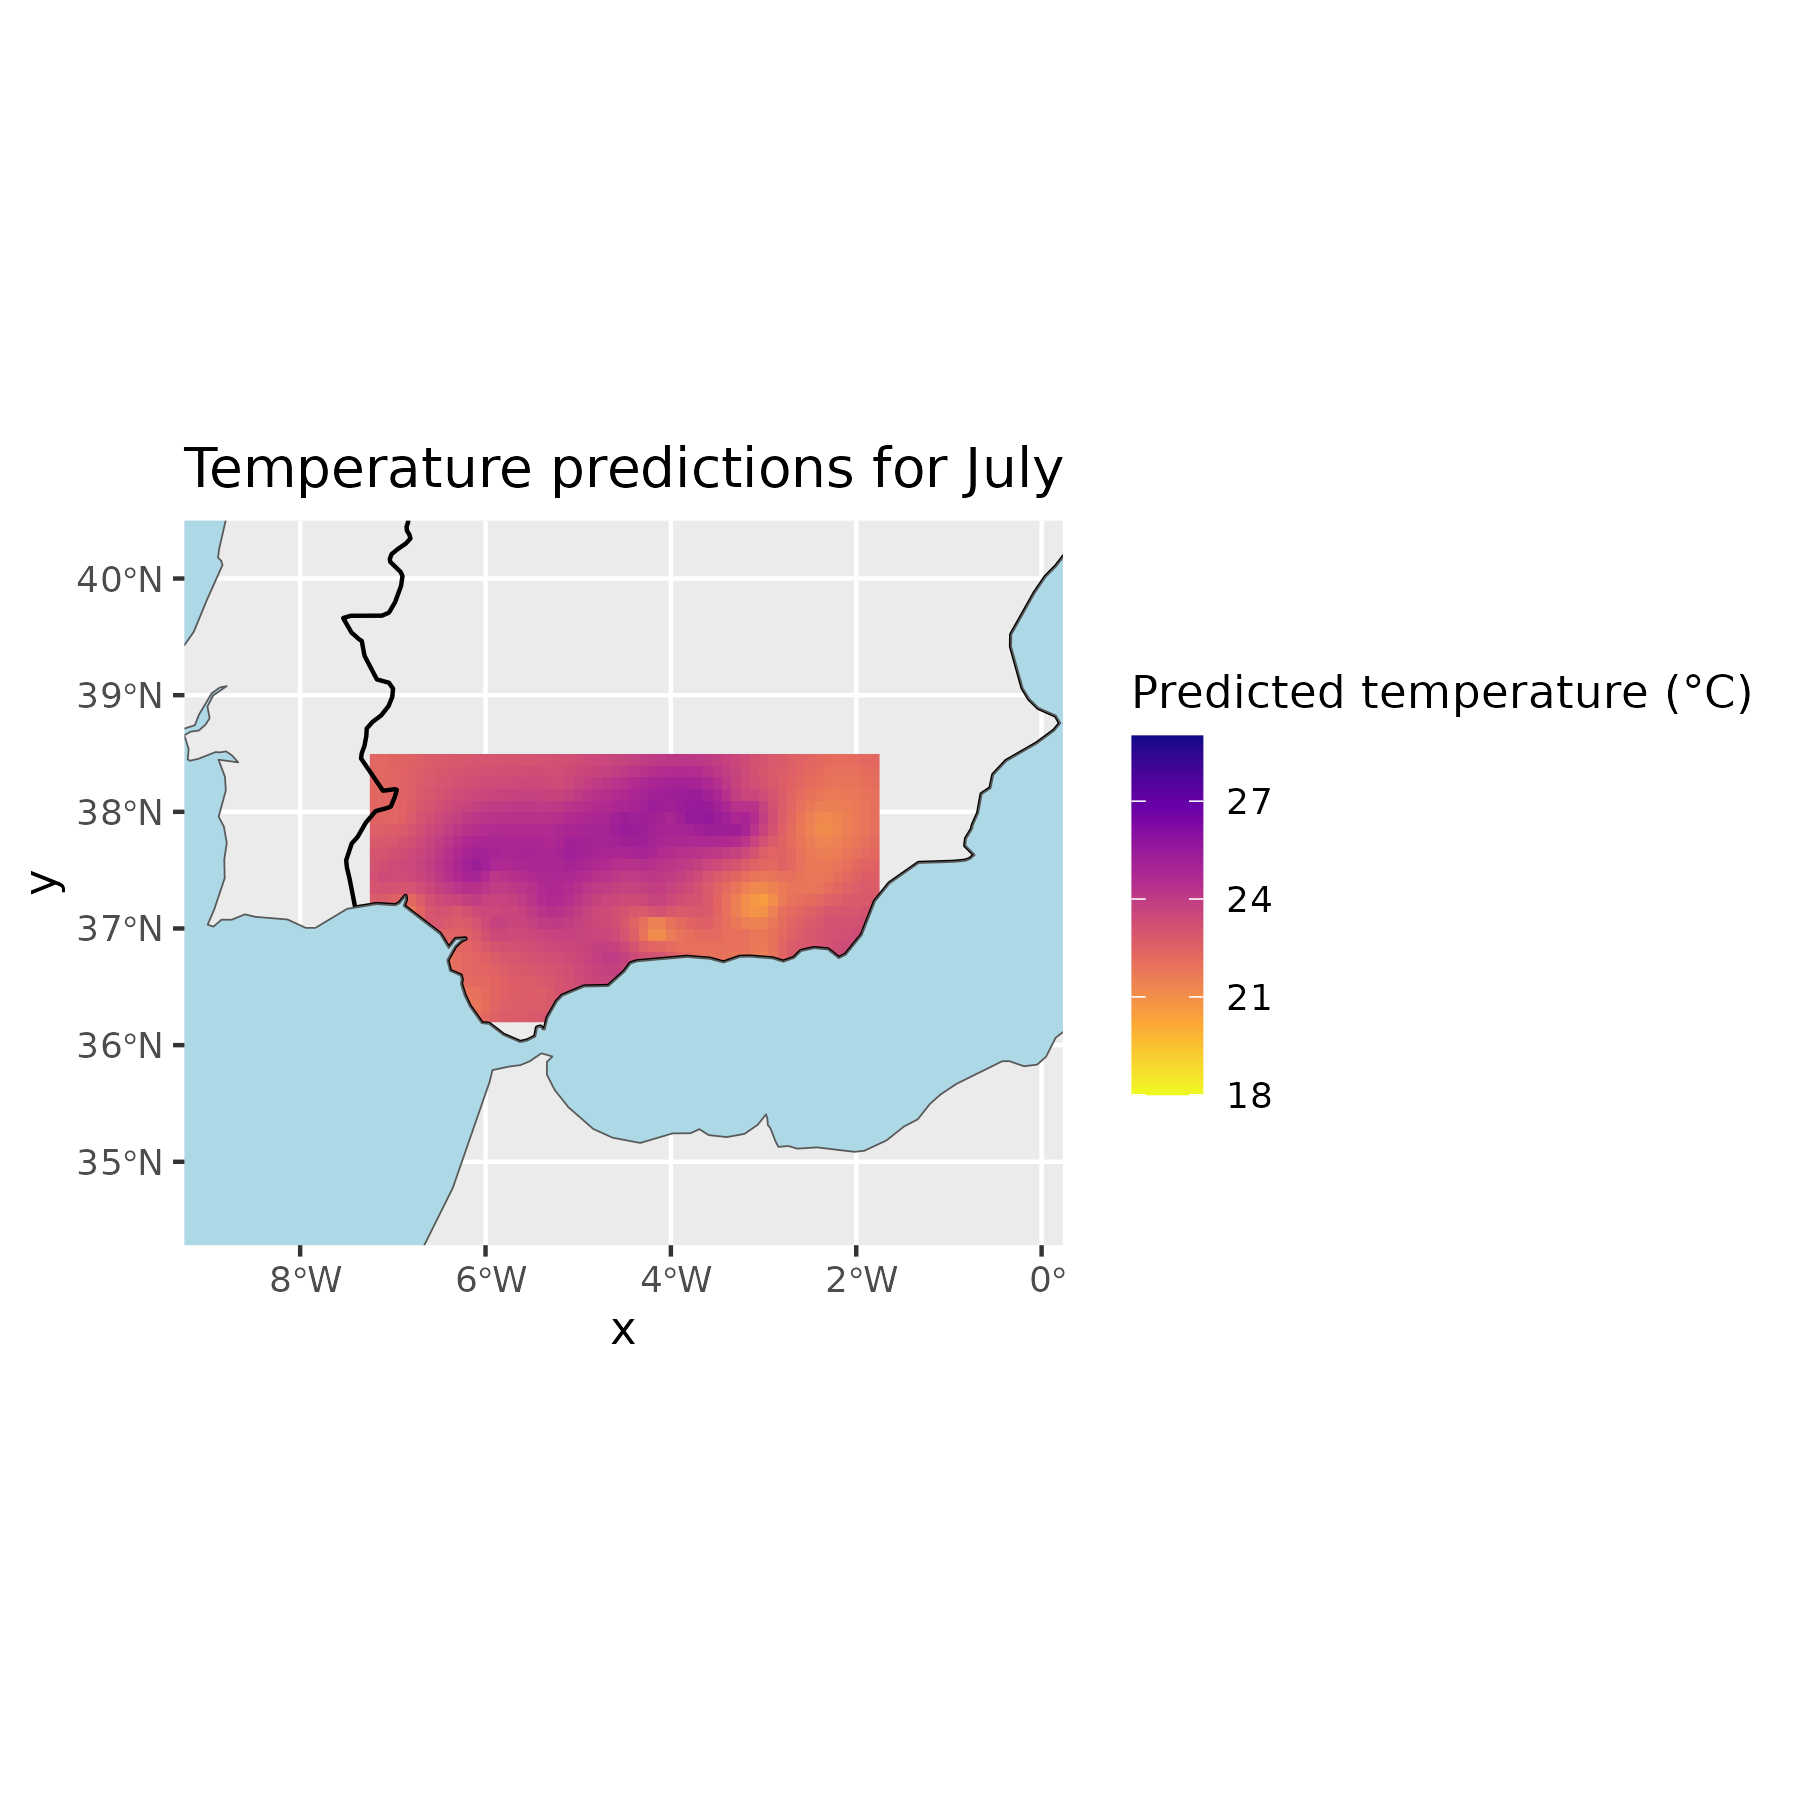 Temperature predictions for July
40°N
39°N
38°N
37°N
36°N
35°N
y
8°W 6°W 4°W 2°W 0°
x
Predicted temperature (°C)
27
24
21
18